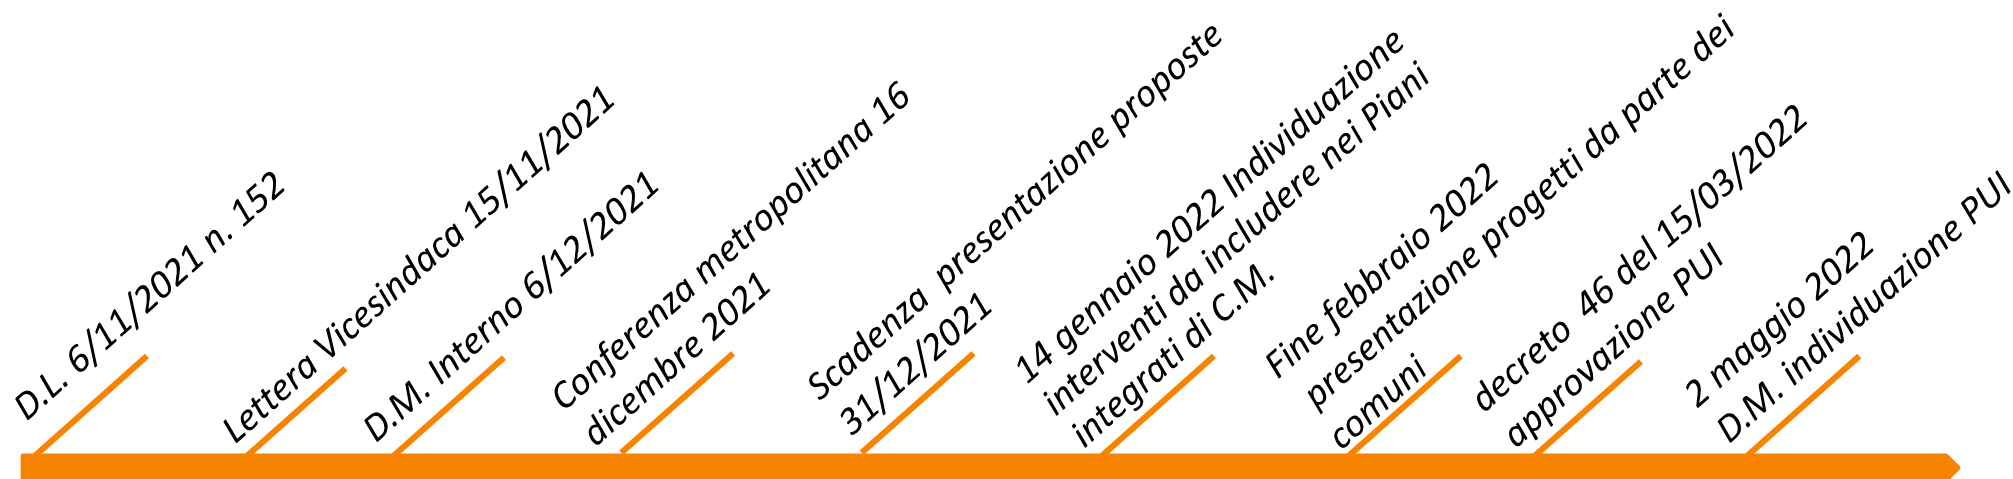 D.L. 6/11/2021 n. 152
Lettera Vicesindaca 15/11/2021
D.M. Interno 6/12/2021
Conferenza metropolitana 16
dicembre 2021
Scadenza  presentazione proposte
31/12/2021
14 gennaio 2022 Individuazione
interventi da includere nei Piani
integrati di C.M.
Fine febbraio 2022
presentazione progetti da parte dei
comuni
decreto  46 del 15/03/2022
approvazione PUI
2 maggio 2022
D.M. individuazione PUI